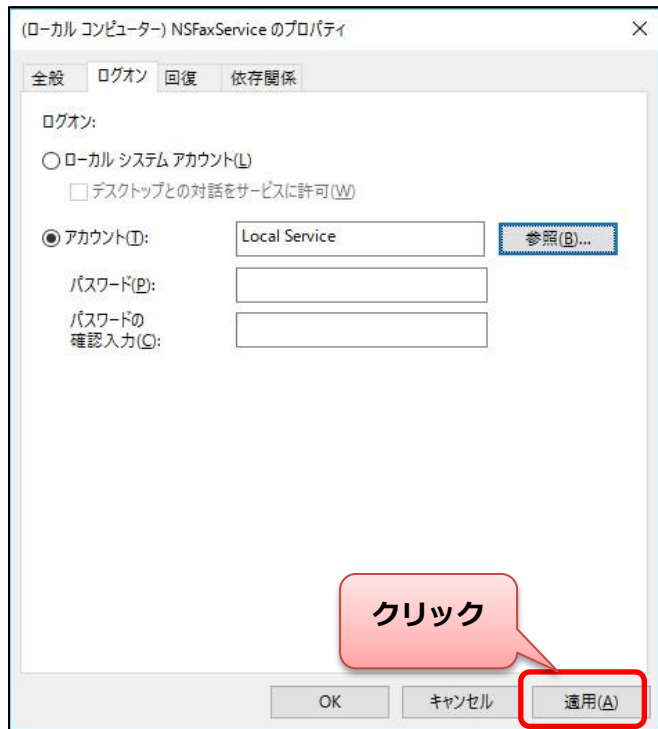 (ローカル コンピューター) NSFaxService のプロパティ
全般 ログオン 回復 依存関係
ログオン:
ローカル システム アカウント(L)
デスクトップとの対話をサービスに許可(W)
アカウント(T): Local Service 参照(B)...
パスワード(P):
パスワードの
確認入力(C):
クリック
OK キャンセル 適用(A)